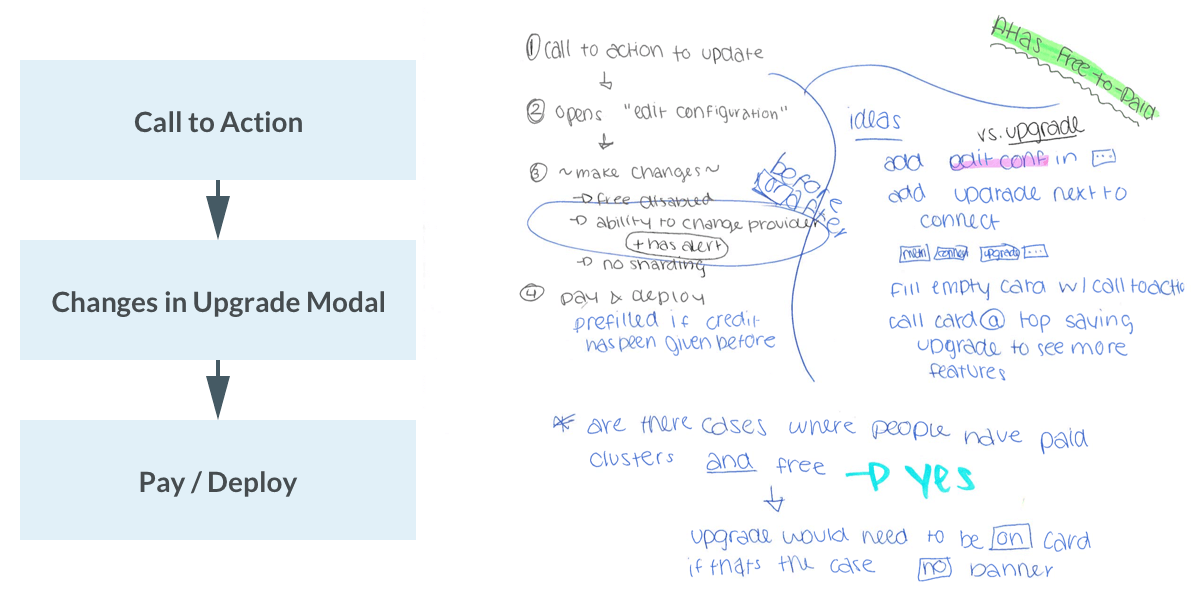 Call to Action
Changes in Upgrade Modal
Pay / Deploy
① call to action to update
② opens "edit configuration"
③ ~make changes~
→ free disabled
→ ability to change provider
+ has alert
→ no sharding
before
or after
④ pay & deploy
prefilled if credit
has been given before
Atlas Free-to-Paid
ideas
vs. upgrade
add edit conf in ...
add upgrade next to
connect
metri connect upgrade ...
fill empty card w/ call to actio
call card @ top saying
upgrade to see more
features
* are there cases where people have paid
clusters and free → yes
upgrade would need to be on card
if thats the case no banner